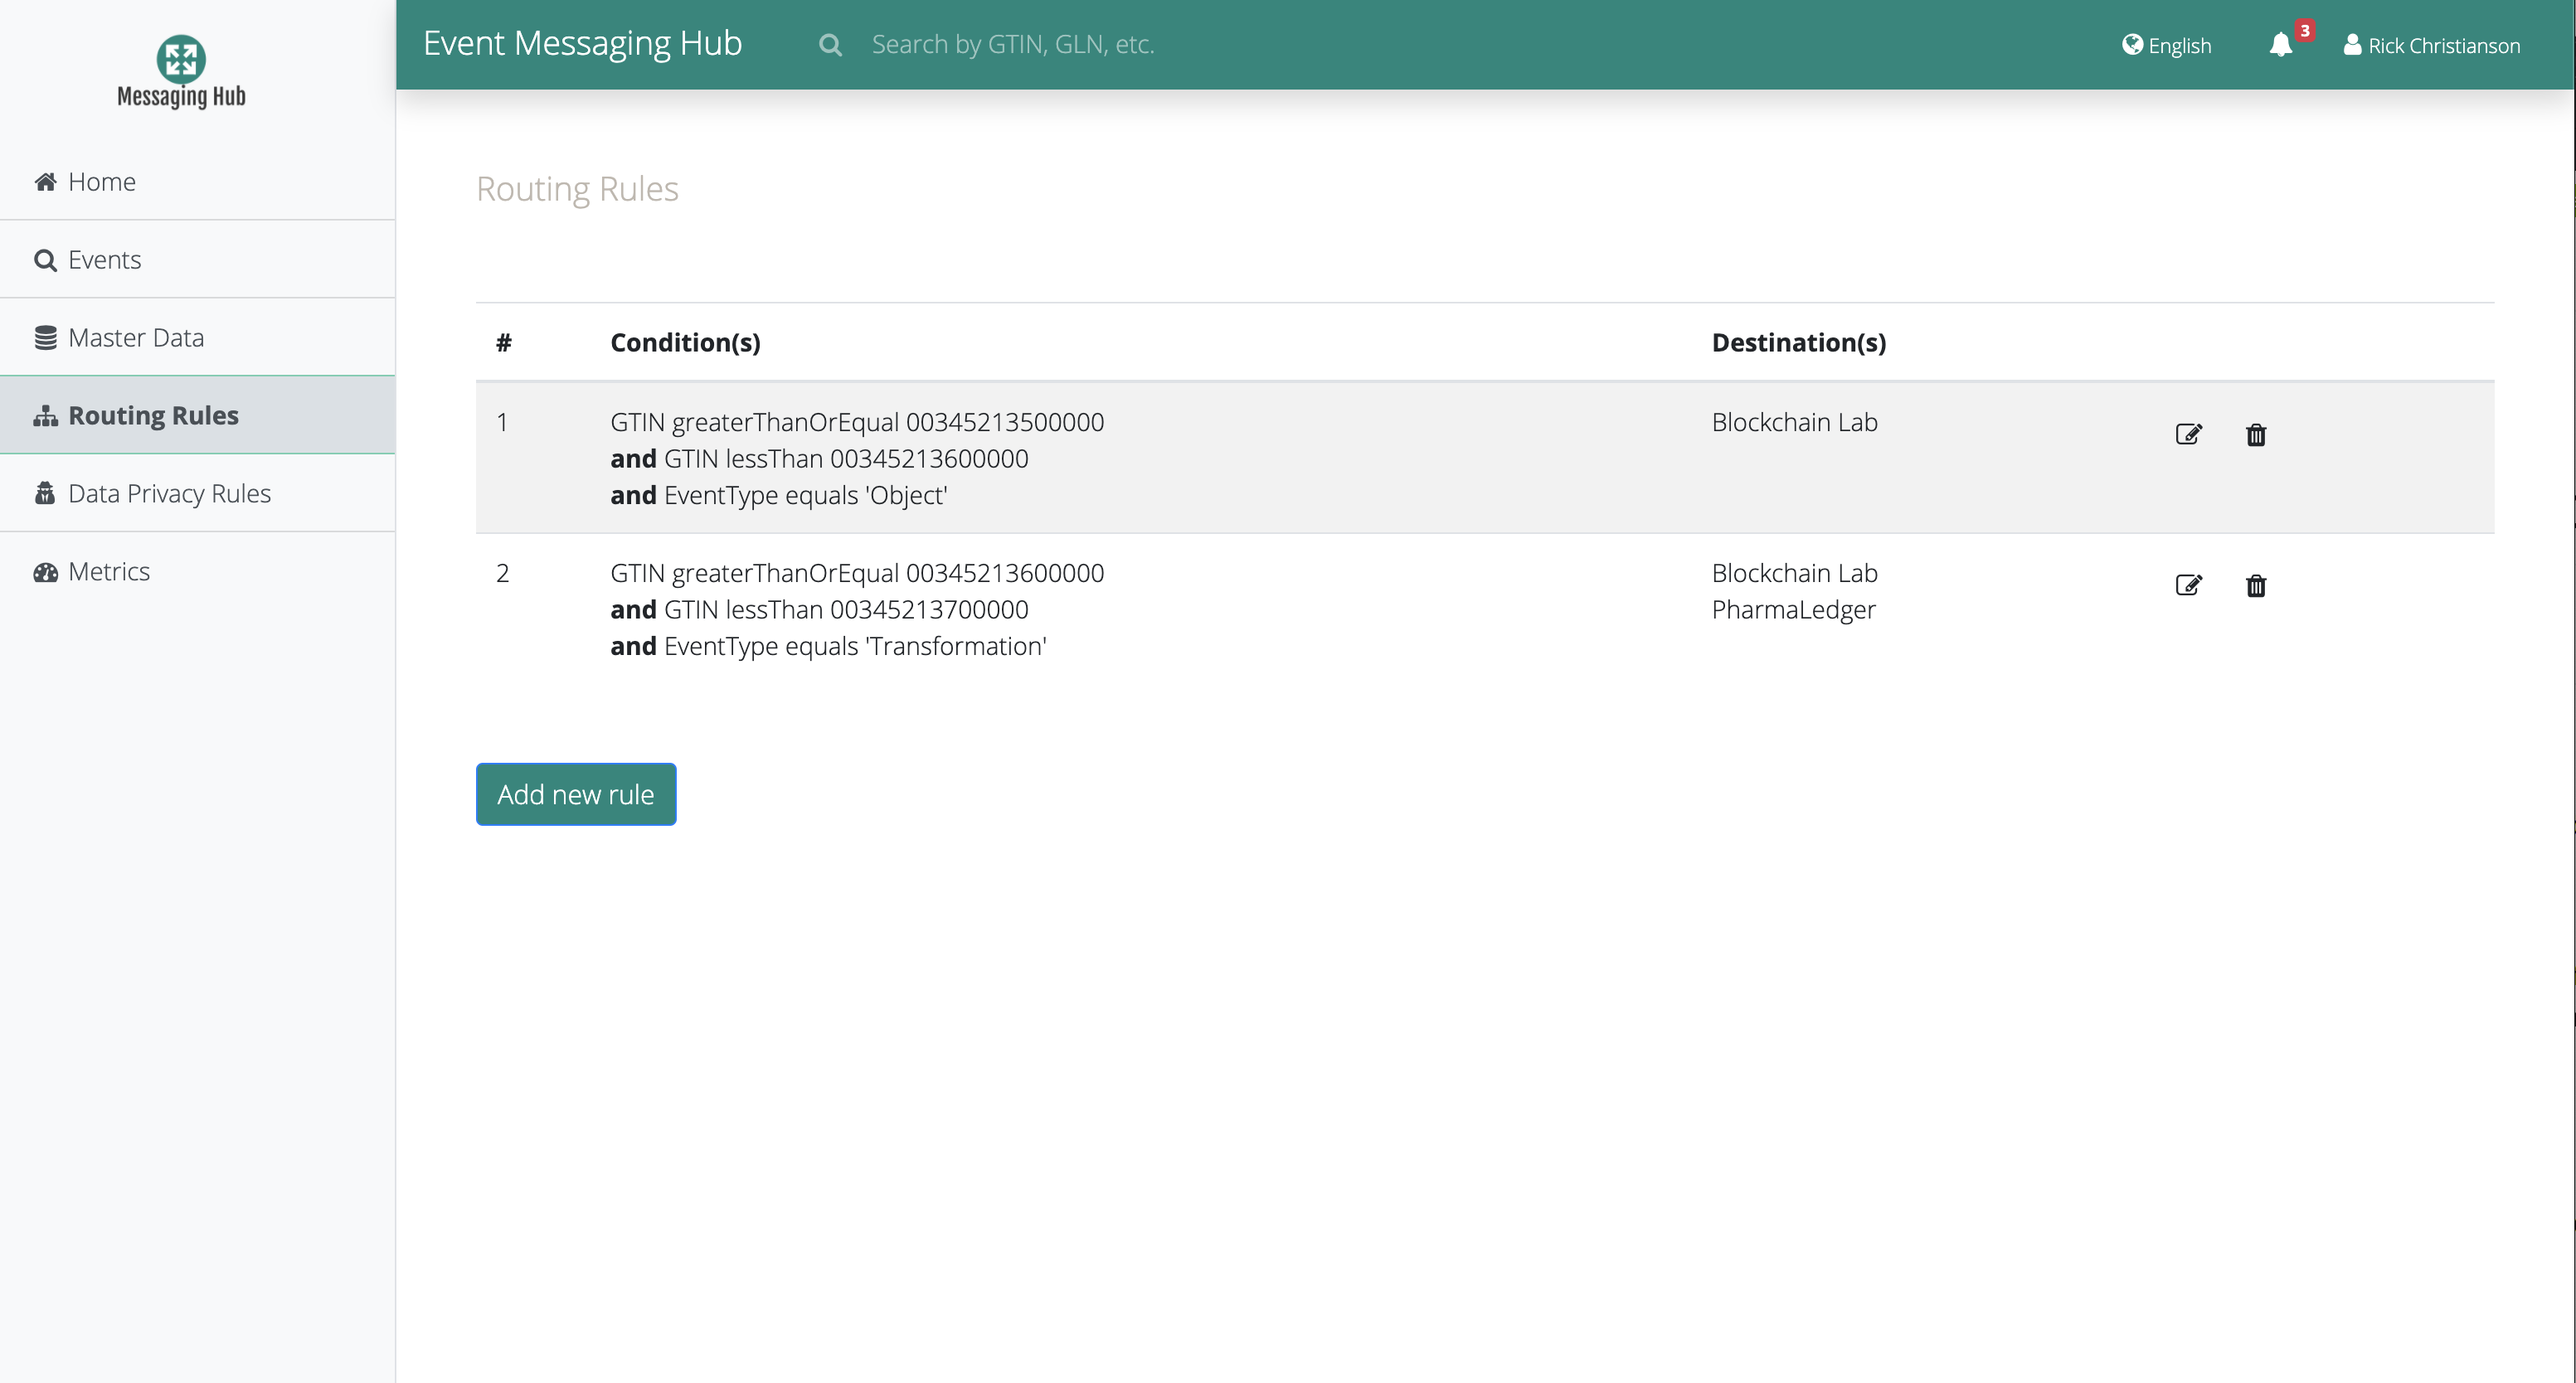 Messaging Hub
Event Messaging Hub
Search by GTIN, GLN, etc.
English
3
Rick Christianson
Home
Events
Master Data
Routing Rules
Data Privacy Rules
Metrics
Routing Rules
# Condition(s) Destination(s)
1 GTIN greaterThanOrEqual 00345213500000 Blockchain Lab
and GTIN lessThan 00345213600000
and EventType equals 'Object'
2 GTIN greaterThanOrEqual 00345213600000 Blockchain Lab
and GTIN lessThan 00345213700000 PharmaLedger
and EventType equals 'Transformation'
Add new rule